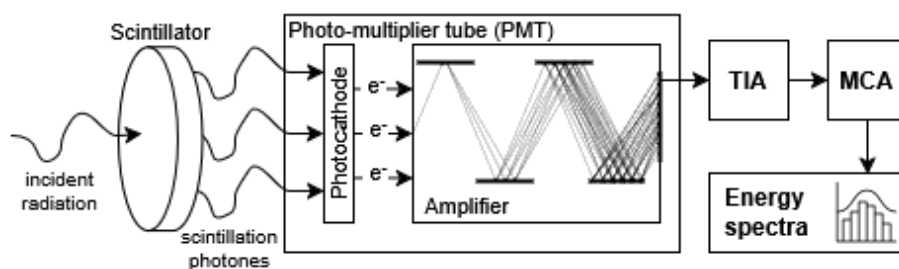 Scintillator
incident
radiation
scintillation
photones
Photo-multiplier tube (PMT)
Photocathode
e-
e-
e-
Amplifier
TIA
MCA
Energy
spectra